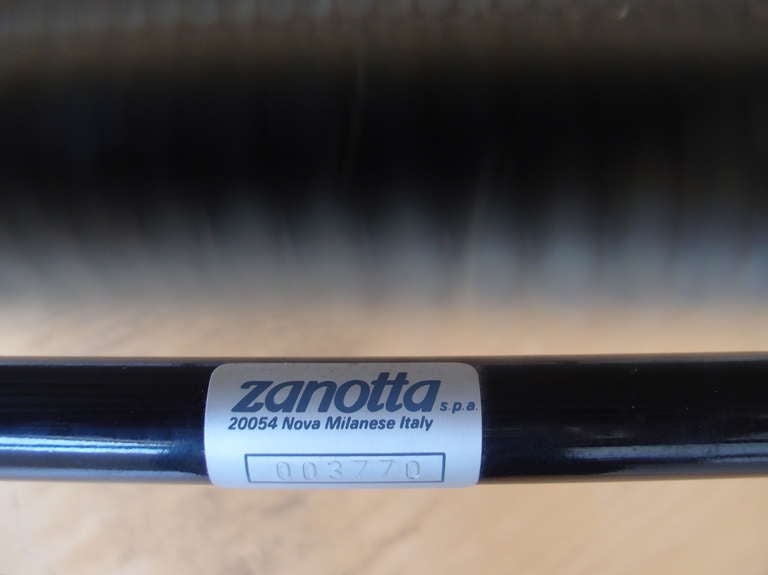 zanotta s.p.a.
20054 Nova Milanese Italy
003770